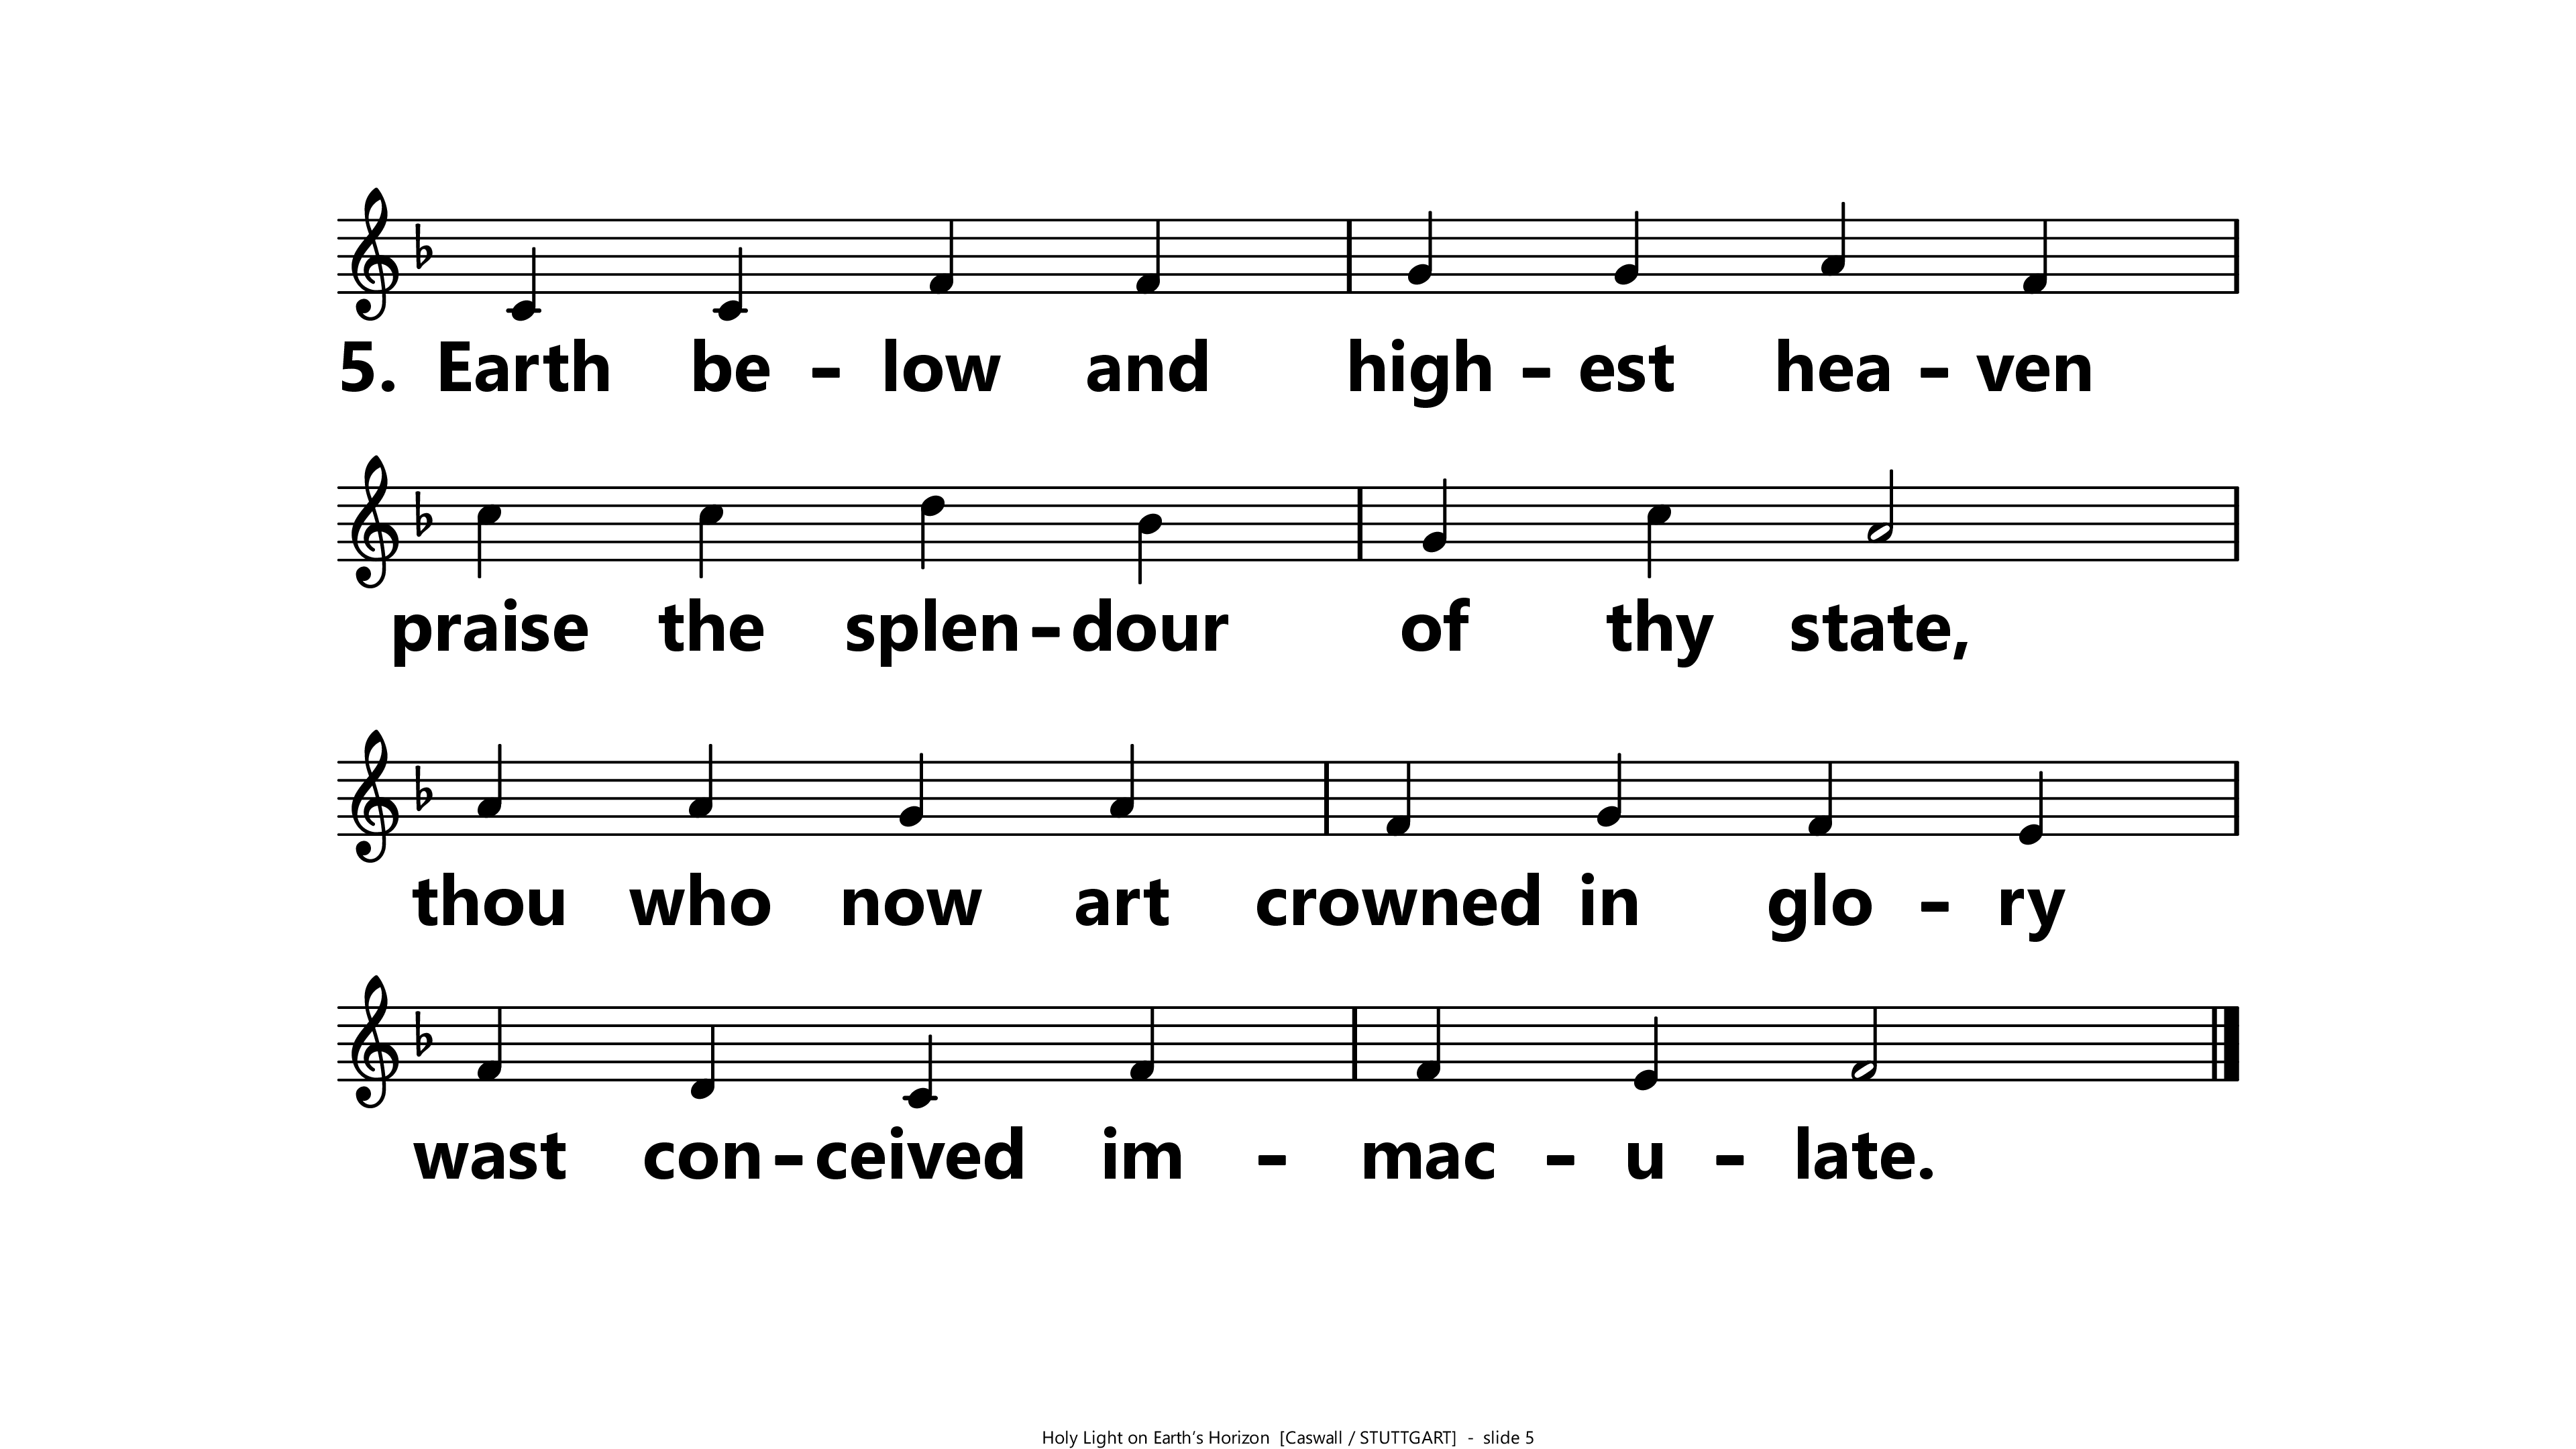 5. Earth be - low and high - est hea - ven
praise the splen - dour of thy state,
thou who now art crowned in glo - ry
wast con - ceived im - mac - u - late.
Holy Light on Earth’s Horizon [Caswall / STUTTGART] - slide 5